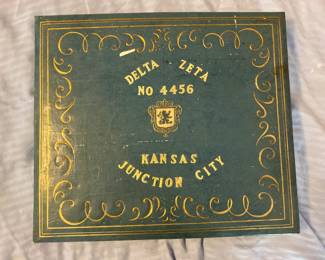 DELTA ZETA
NO 4456
KANSAS
JUNCTION CITY